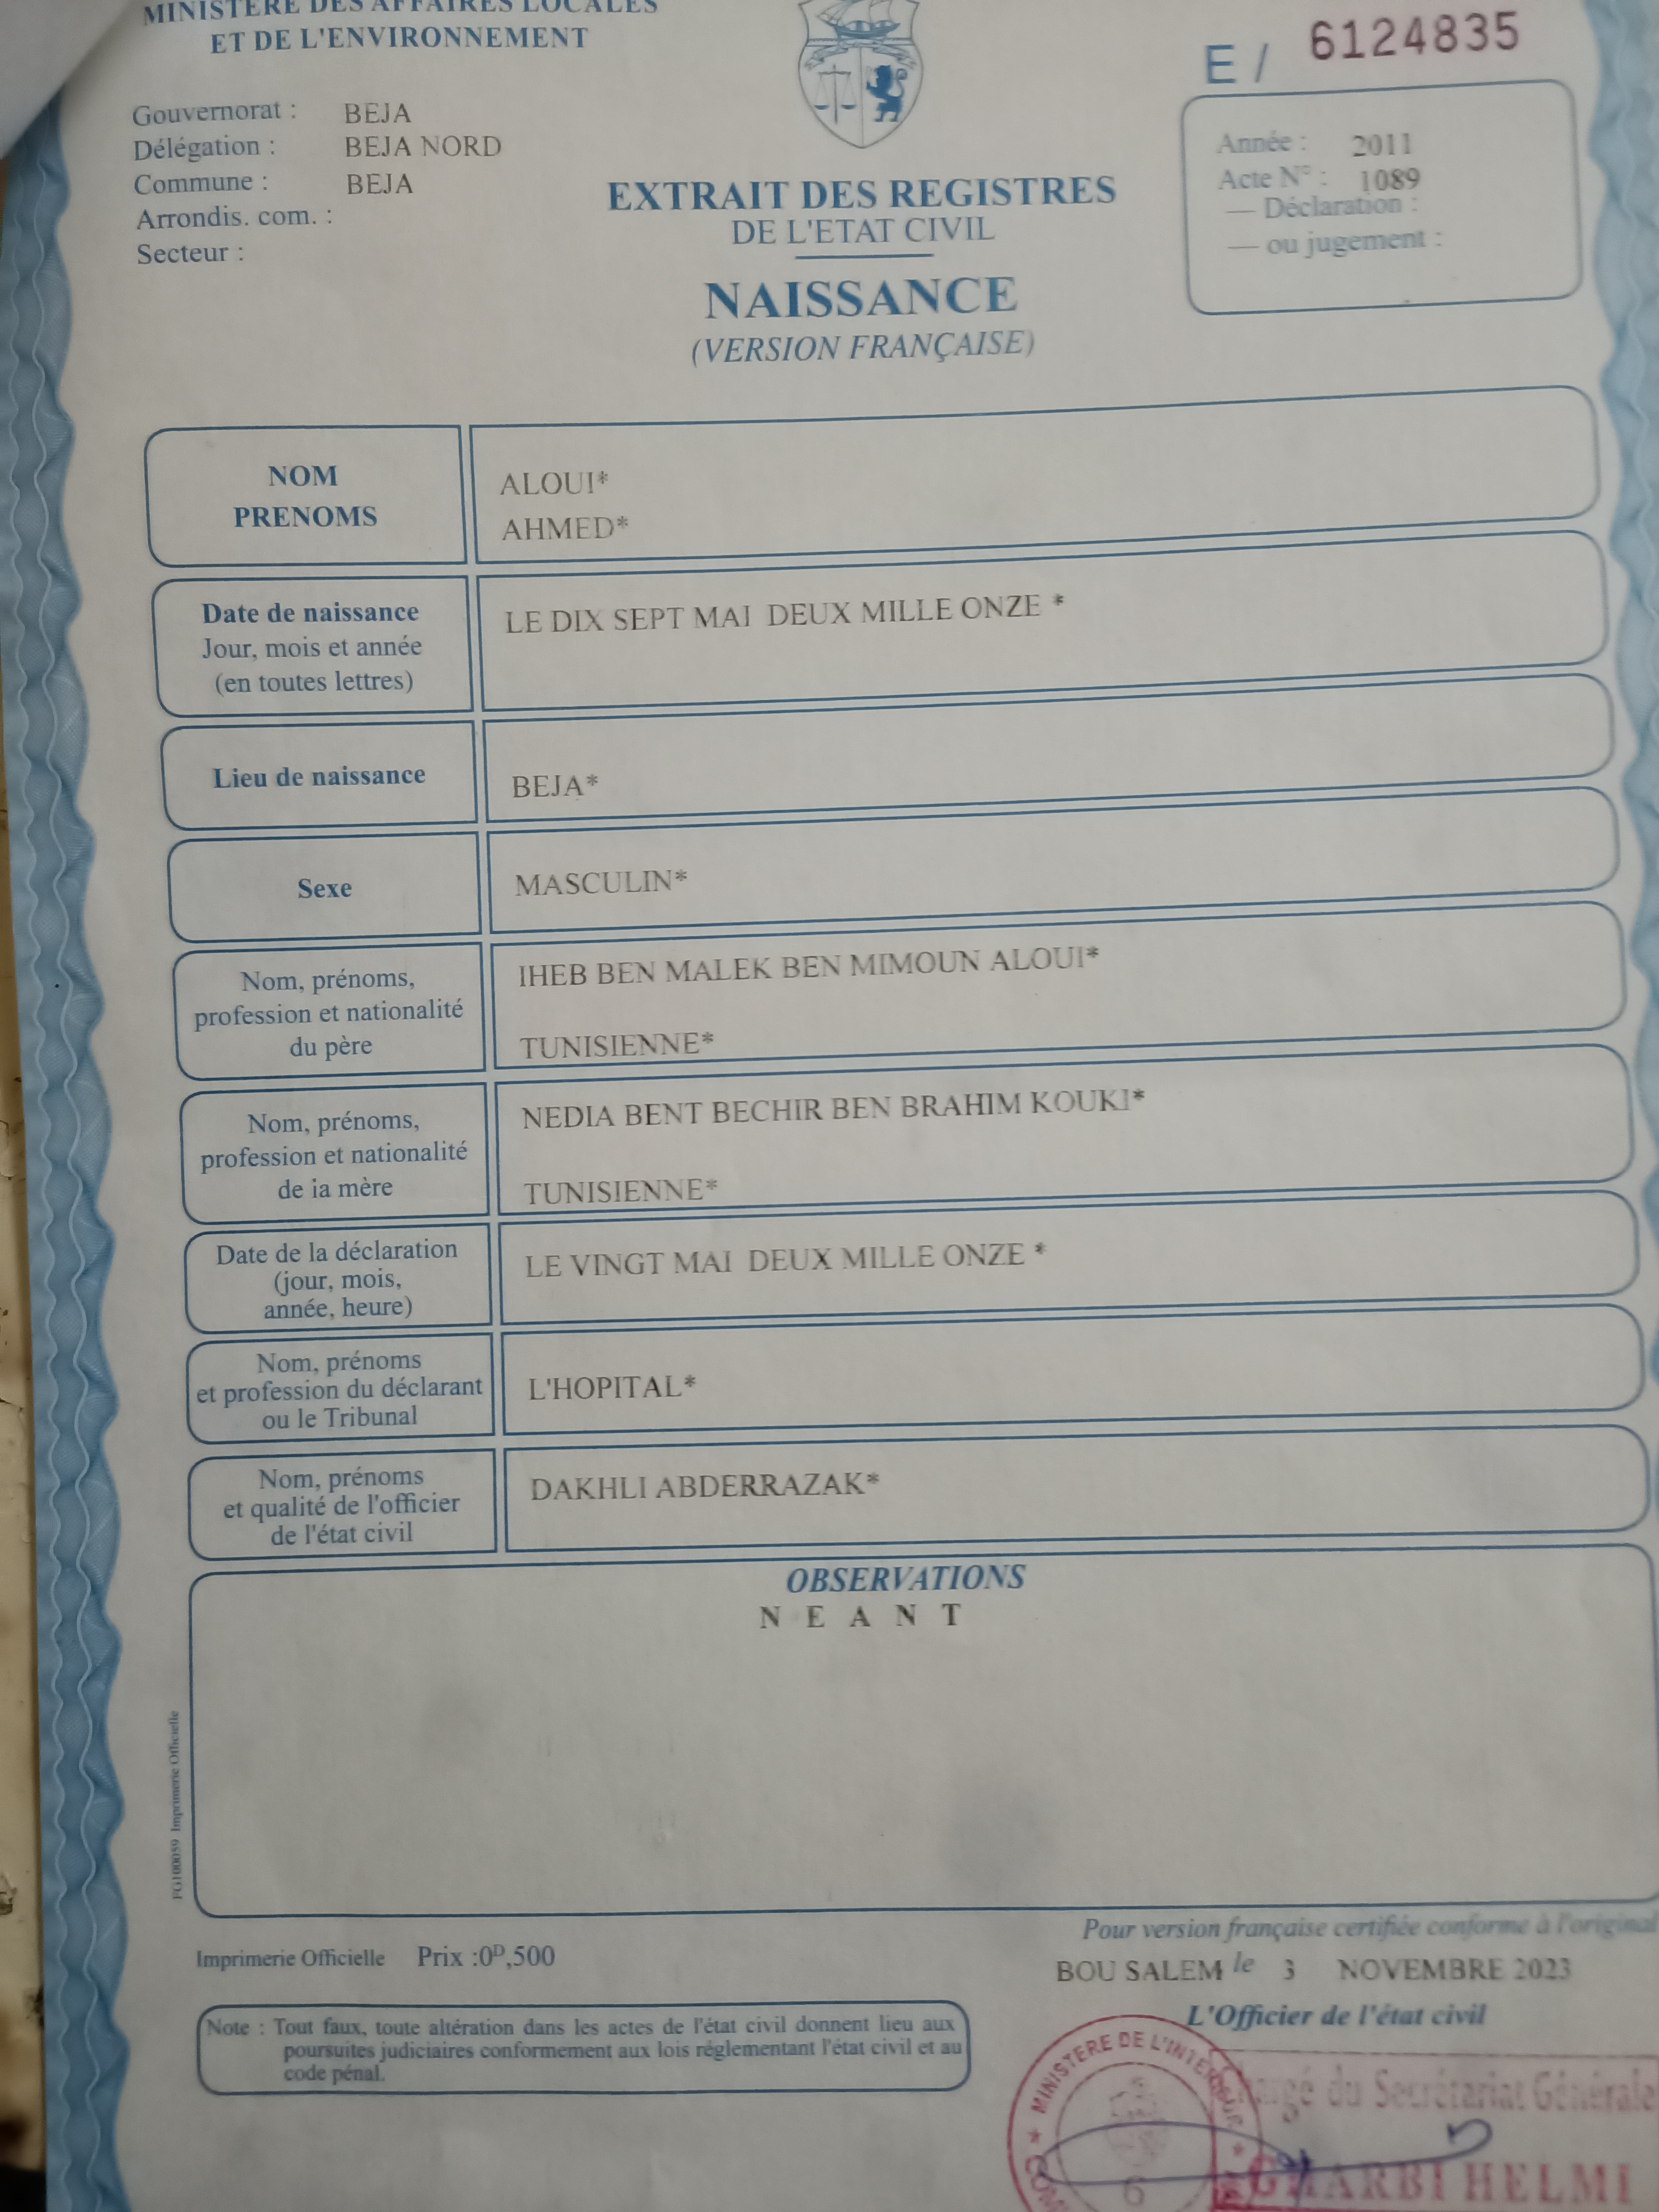 MINISTERE DES AFFAIRES LOCALES
ET DE L'ENVIRONNEMENT
E / 6124835
Gouvernorat : BEJA
Délégation : BEJA NORD
Commune : BEJA
Arrondis. com. :
Secteur :
EXTRAIT DES REGISTRES
DE L'ETAT CIVIL
NAISSANCE
(VERSION FRANÇAISE)
Année : 2011
Acte N° : 1089
— Déclaration :
— ou jugement :
NOM
PRENOMS
ALOUI*
AHMED*
Date de naissance
Jour, mois et année
(en toutes lettres)
LE DIX SEPT MAI DEUX MILLE ONZE *
Lieu de naissance
BEJA*
Sexe
MASCULIN*
Nom, prénoms,
profession et nationalité
du père
IHEB BEN MALEK BEN MIMOUN ALOUI*
TUNISIENNE*
Nom, prénoms,
profession et nationalité
de ia mère
NEDIA BENT BECHIR BEN BRAHIM KOUKI*
TUNISIENNE*
Date de la déclaration
(jour, mois,
année, heure)
LE VINGT MAI DEUX MILLE ONZE *
Nom, prénoms
et profession du déclarant
ou le Tribunal
L'HOPITAL*
Nom, prénoms
et qualité de l'officier
de l'état civil
DAKHLI ABDERRAZAK*
OBSERVATIONS
N E A N T
FG100059 Imprimerie Officielle
Imprimerie Officielle Prix :0ᴰ,500
Pour version française certifiée conforme à l'original
BOU SALEM le 3 NOVEMBRE 2023
L'Officier de l'état civil
Note : Tout faux, toute altération dans les actes de l'état civil donnent lieu aux
poursuites judiciaires conformement aux lois réglementant l'état civil et au
code pénal.
MINISTERE DE L'INTERIEUR
6
du Secrétariat Générale
GHARBI HELMI